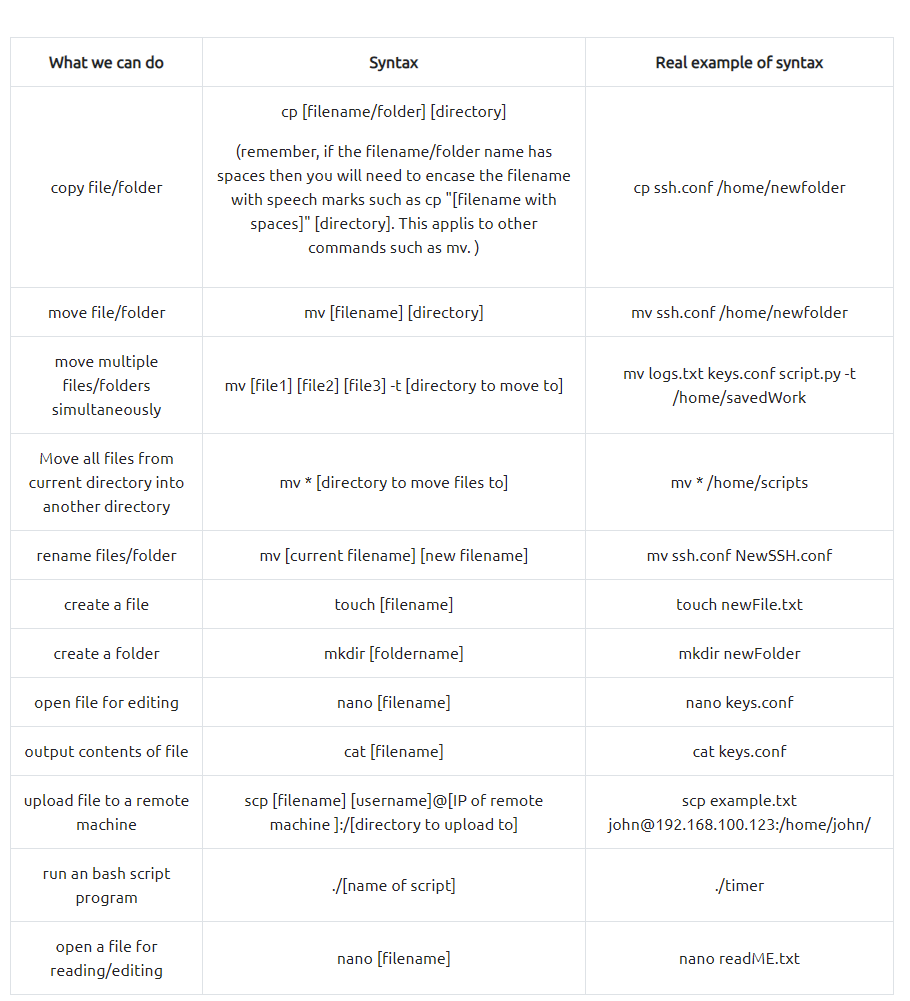 What we can do
Syntax
Real example of syntax
copy file/folder
cp [filename/folder] [directory]
(remember, if the filename/folder name has
spaces then you will need to encase the filename
with speech marks such as cp "[filename with
spaces]" [directory]. This applis to other
commands such as mv. )
cp ssh.conf /home/newfolder
move file/folder
mv [filename] [directory]
mv ssh.conf /home/newfolder
move multiple
files/folders
simultaneously
mv [file1] [file2] [file3] -t [directory to move to]
mv logs.txt keys.conf script.py -t
/home/savedWork
Move all files from
current directory into
another directory
mv * [directory to move files to]
mv * /home/scripts
rename files/folder
mv [current filename] [new filename]
mv ssh.conf NewSSH.conf
create a file
touch [filename]
touch newFile.txt
create a folder
mkdir [foldername]
mkdir newFolder
open file for editing
nano [filename]
nano keys.conf
output contents of file
cat [filename]
cat keys.conf
upload file to a remote
machine
scp [filename] [username]@[IP of remote
machine ]:/[directory to upload to]
scp example.txt
john@192.168.100.123:/home/john/
run an bash script
program
./[name of script]
./timer
open a file for
reading/editing
nano [filename]
nano readME.txt